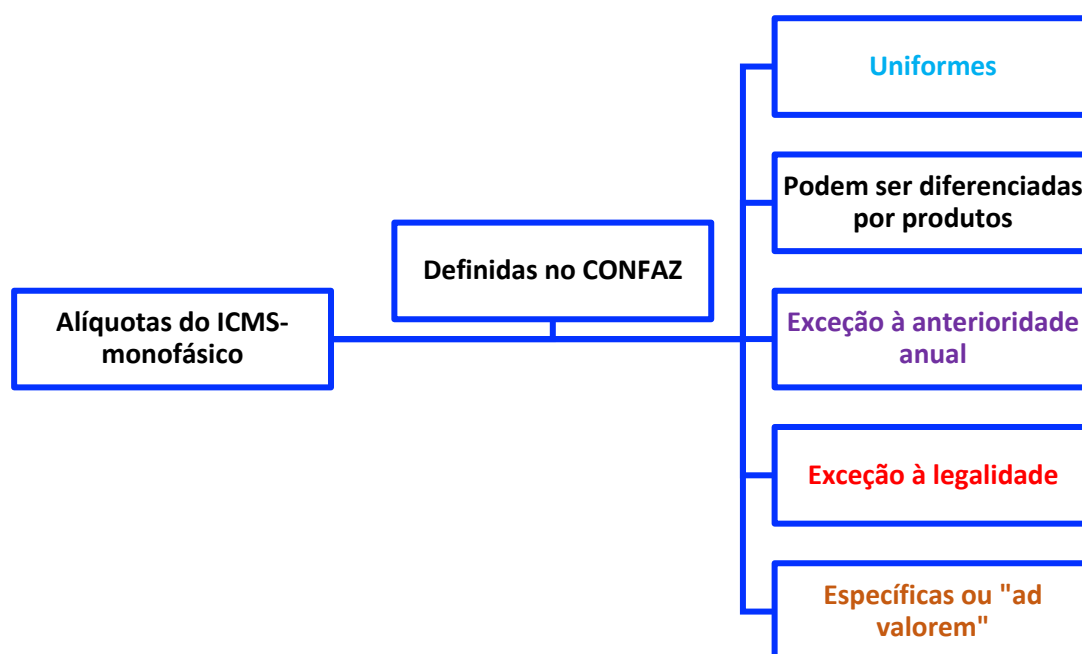 Alíquotas do ICMS-
monofásico
Definidas no CONFAZ
Uniformes
Podem ser diferenciadas
por produtos
Exceção à anterioridade
anual
Exceção à legalidade
Específicas ou "ad
valorem"